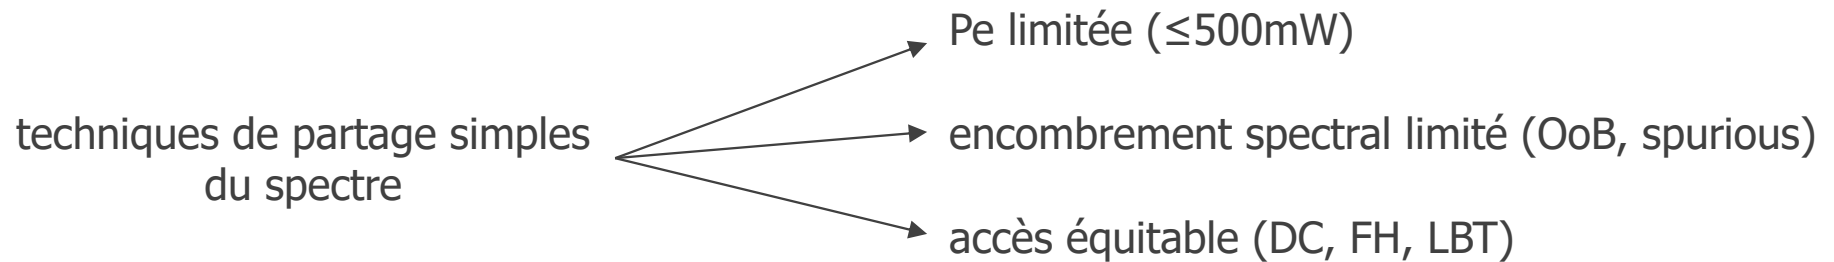 Pe limitée (≤500mW)
techniques de partage simples
du spectre
encombrement spectral limité (OoB, spurious)
accès équitable (DC, FH, LBT)